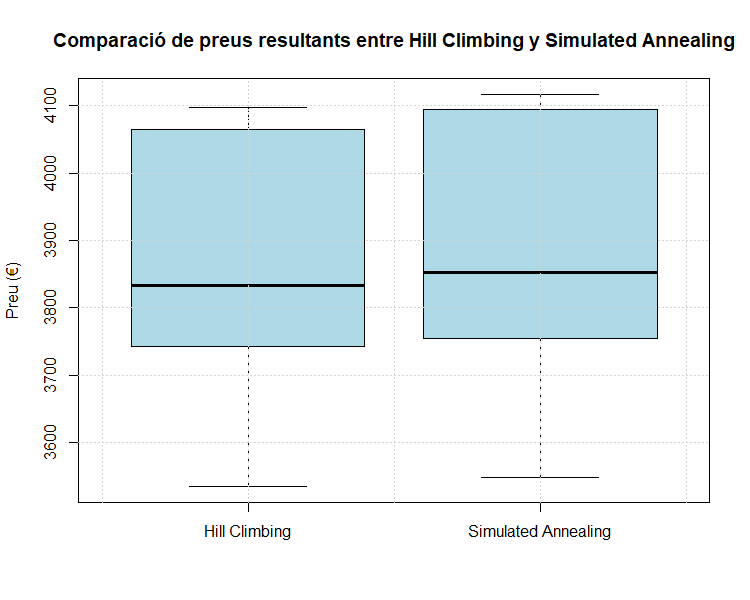 Comparació de preus resultants entre Hill Climbing y Simulated Annealing
Preu (€)
4100
4000
3900
3800
3700
3600
Hill Climbing
Simulated Annealing